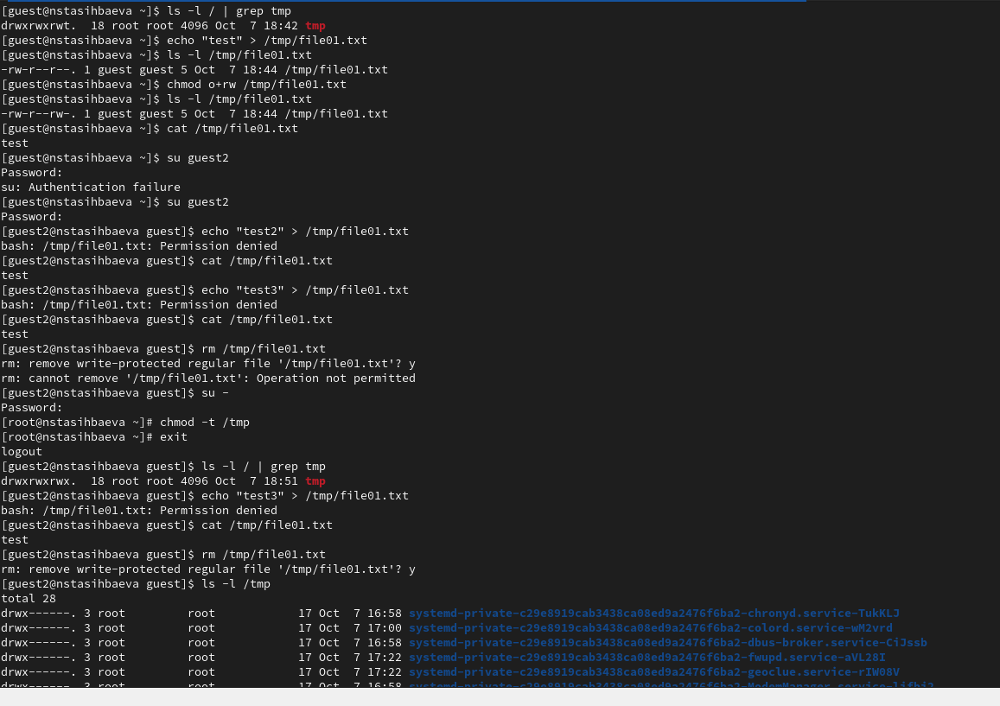 [guest@nstasihbaeva ~]$ ls -l / | grep tmp
drwxrwxrwt.  18 root root 4096 Oct  7 18:42 tmp
[guest@nstasihbaeva ~]$ echo "test" > /tmp/file01.txt
[guest@nstasihbaeva ~]$ ls -l /tmp/file01.txt
-rw-r--r--. 1 guest guest 5 Oct  7 18:44 /tmp/file01.txt
[guest@nstasihbaeva ~]$ chmod o+rw /tmp/file01.txt
[guest@nstasihbaeva ~]$ ls -l /tmp/file01.txt
-rw-r--rw-. 1 guest guest 5 Oct  7 18:44 /tmp/file01.txt
[guest@nstasihbaeva ~]$ cat /tmp/file01.txt
test
[guest@nstasihbaeva ~]$ su guest2
Password:
su: Authentication failure
[guest@nstasihbaeva ~]$ su guest2
Password:
[guest2@nstasihbaeva guest]$ echo "test2" > /tmp/file01.txt
bash: /tmp/file01.txt: Permission denied
[guest2@nstasihbaeva guest]$ cat /tmp/file01.txt
test
[guest2@nstasihbaeva guest]$ echo "test3" > /tmp/file01.txt
bash: /tmp/file01.txt: Permission denied
[guest2@nstasihbaeva guest]$ cat /tmp/file01.txt
test
[guest2@nstasihbaeva guest]$ rm /tmp/file01.txt
rm: remove write-protected regular file '/tmp/file01.txt'? y
rm: cannot remove '/tmp/file01.txt': Operation not permitted
[guest2@nstasihbaeva guest]$ su -
Password:
[root@nstasihbaeva ~]# chmod -t /tmp
[root@nstasihbaeva ~]# exit
logout
[guest2@nstasihbaeva guest]$ ls -l / | grep tmp
drwxrwxrwx.  18 root root 4096 Oct  7 18:51 tmp
[guest2@nstasihbaeva guest]$ echo "test3" > /tmp/file01.txt
bash: /tmp/file01.txt: Permission denied
[guest2@nstasihbaeva guest]$ cat /tmp/file01.txt
test
[guest2@nstasihbaeva guest]$ rm /tmp/file01.txt
rm: remove write-protected regular file '/tmp/file01.txt'? y
[guest2@nstasihbaeva guest]$ ls -l /tmp
total 28
drwx------. 3 root         root            17 Oct  7 16:58 systemd-private-c29e8919cab3438ca08ed9a2476f6ba2-chronyd.service-TukKLJ
drwx------. 3 root         root            17 Oct  7 17:00 systemd-private-c29e8919cab3438ca08ed9a2476f6ba2-colord.service-wM2vrd
drwx------. 3 root         root            17 Oct  7 16:58 systemd-private-c29e8919cab3438ca08ed9a2476f6ba2-dbus-broker.service-CiJssb
drwx------. 3 root         root            17 Oct  7 17:22 systemd-private-c29e8919cab3438ca08ed9a2476f6ba2-fwupd.service-aVL28I
drwx------. 3 root         root            17 Oct  7 17:22 systemd-private-c29e8919cab3438ca08ed9a2476f6ba2-geoclue.service-rIW08V
drwx------. 3 root         root            17 Oct  7 16:58